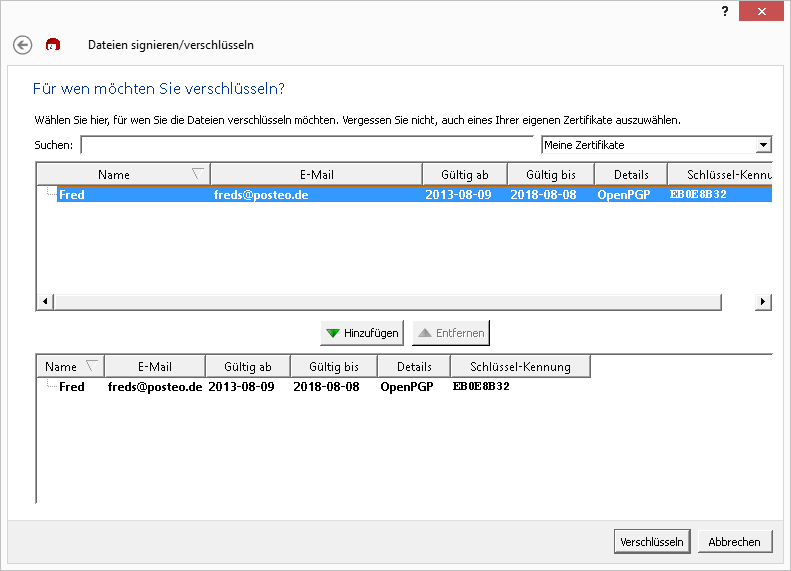 ?
Dateien signieren/verschlüsseln
Für wen möchten Sie verschlüsseln?
Wählen Sie hier, für wen Sie die Dateien verschlüsseln möchten. Vergessen Sie nicht, auch eines Ihrer eigenen Zertifikate auszuwählen.
Suchen: Meine Zertifikate
Name E-Mail Gültig ab Gültig bis Details Schlüssel-Kennu
Fred freds@posteo.de 2013-08-09 2018-08-08 OpenPGP EB0E8B32
Hinzufügen Entfernen
Name E-Mail Gültig ab Gültig bis Details Schlüssel-Kennung
Fred freds@posteo.de 2013-08-09 2018-08-08 OpenPGP EB0E8B32
Verschlüsseln Abbrechen